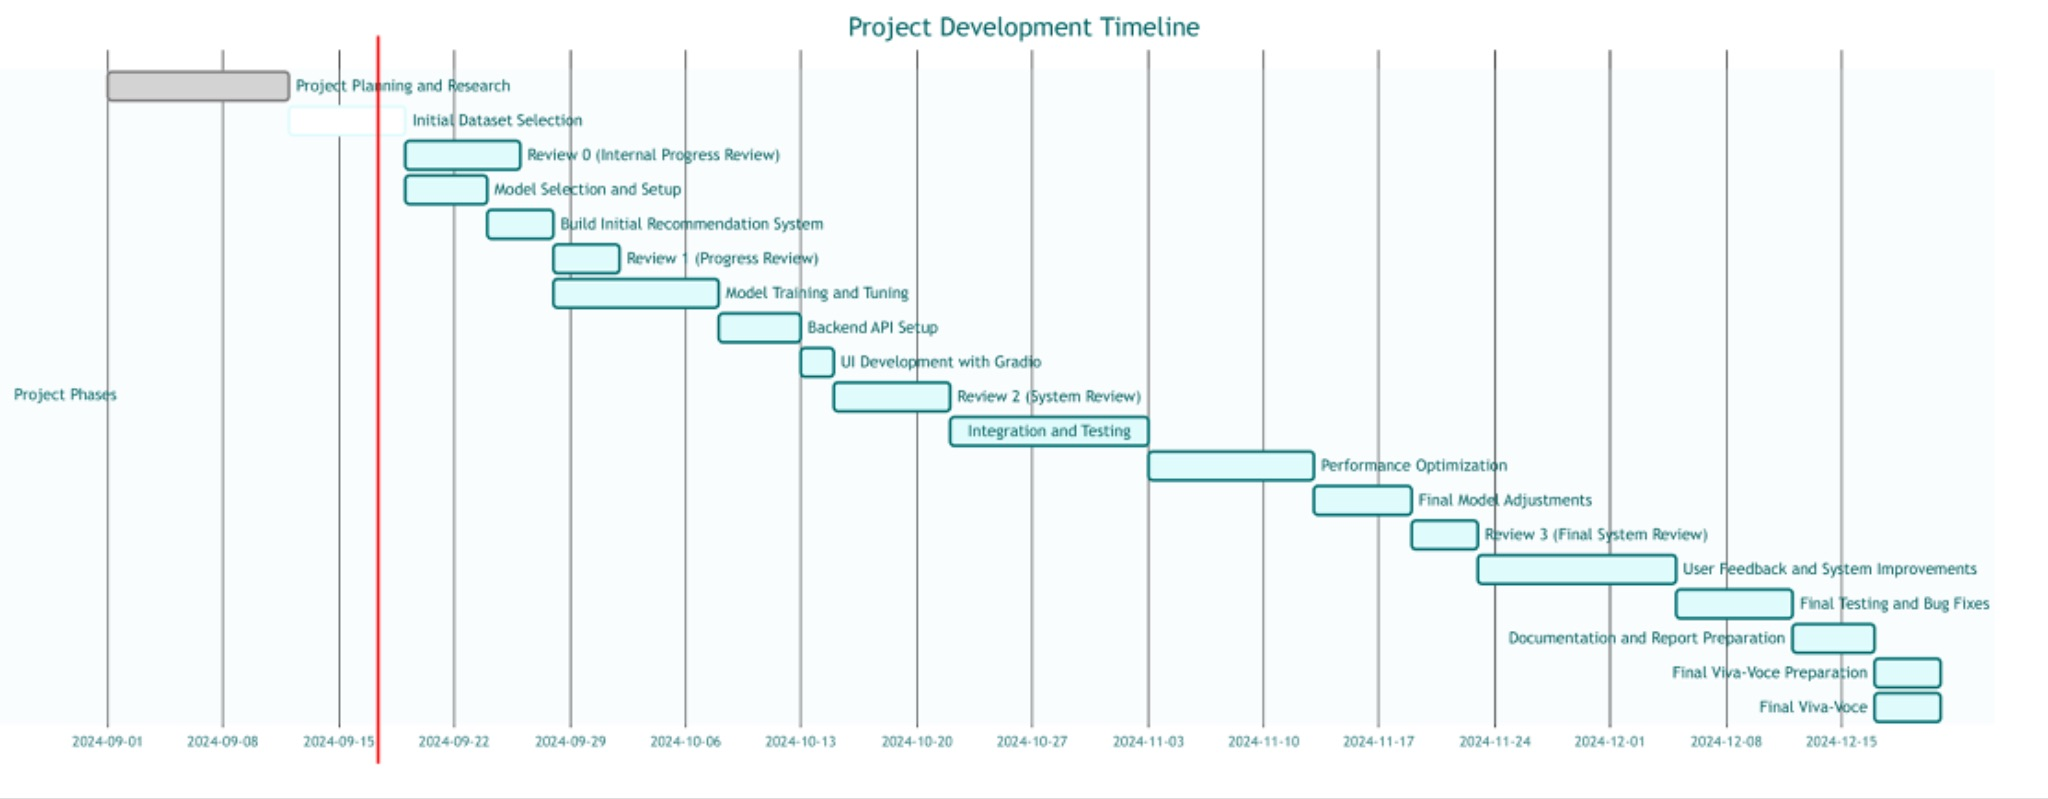 Project Development Timeline
Project Planning and Research
Initial Dataset Selection
Review 0 (Internal Progress Review)
Model Selection and Setup
Build Initial Recommendation System
Review 1 (Progress Review)
Model Training and Tuning
Backend API Setup
UI Development with Gradio
Project Phases
Review 2 (System Review)
Integration and Testing
Performance Optimization
Final Model Adjustments
Review 3 (Final System Review)
User Feedback and System Improvements
Final Testing and Bug Fixes
Documentation and Report Preparation
Final Viva-Voce Preparation
Final Viva-Voce
2024-09-01 2024-09-08 2024-09-15 2024-09-22 2024-09-29 2024-10-06 2024-10-13 2024-10-20 2024-10-27 2024-11-03 2024-11-10 2024-11-17 2024-11-24 2024-12-01 2024-12-08 2024-12-15